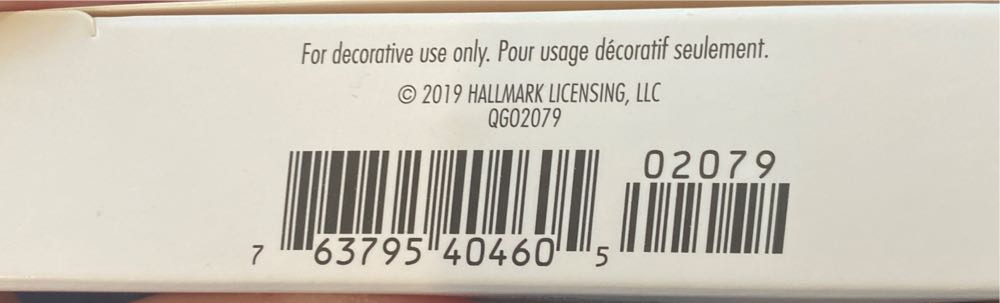 For decorative use only. Pour usage décoratif seulement.
© 2019 HALLMARK LICENSING, LLC
QGO2079
02079
7 63795 40460 5